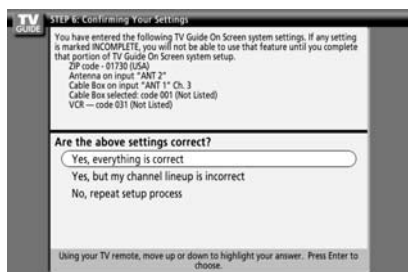 TV
GUIDE
STEP 6: Confirming Your Settings
You have entered the following TV Guide On Screen system settings. If any setting
is marked INCOMPLETE, you will not be able to use that feature until you complete
that portion of TV Guide On Screen system setup.
ZIP code - 01730 (USA)
Antenna on input "ANT 2"
Cable Box on input "ANT 1" Ch. 3
Cable Box selected: code 001 (Not Listed)
VCR — code 031 (Not Listed)
Are the above settings correct?
Yes, everything is correct
Yes, but my channel lineup is incorrect
No, repeat setup process
Using your TV remote, move up or down to highlight your answer. Press Enter to
choose.